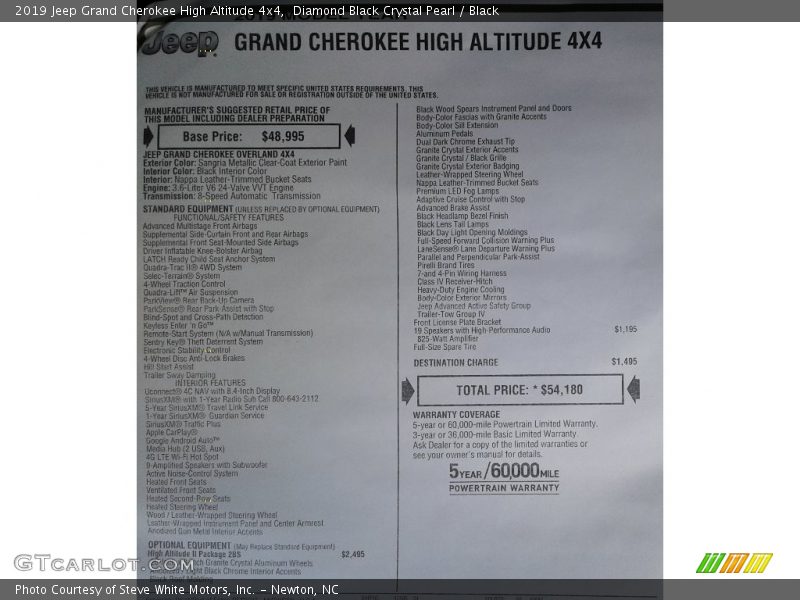 2019 Jeep Grand Cherokee High Altitude 4x4, Diamond Black Crystal Pearl / Black
2019 MODEL YEAR
Jeep
GRAND CHEROKEE HIGH ALTITUDE 4X4
THIS VEHICLE IS MANUFACTURED TO MEET SPECIFIC UNITED STATES REQUIREMENTS. THIS
VEHICLE IS NOT MANUFACTURED FOR SALE OR REGISTRATION OUTSIDE OF THE UNITED STATES.
MANUFACTURER'S SUGGESTED RETAIL PRICE OF
THIS MODEL INCLUDING DEALER PREPARATION
Base Price: $48,995
JEEP GRAND CHEROKEE OVERLAND 4X4
Exterior Color: Sangria Metallic Clear-Coat Exterior Paint
Interior Color: Black Interior Color
Interior: Nappa Leather-Trimmed Bucket Seats
Engine: 3.6-Liter V6 24-Valve VVT Engine
Transmission: 8-Speed Automatic Transmission
STANDARD EQUIPMENT (UNLESS REPLACED BY OPTIONAL EQUIPMENT)
FUNCTIONAL/SAFETY FEATURES
Advanced Multistage Front Airbags
Supplemental Side-Curtain Front and Rear Airbags
Supplemental Front Seat-Mounted Side Airbags
Driver Inflatable Knee-Bolster Airbag
LATCH Ready Child Seat Anchor System
Quadra-Trac II® 4WD System
Selec-Terrain® System
4-Wheel Traction Control
Quadra-Lift™ Air Suspension
ParkView® Rear Back-Up Camera
ParkSense® Rear Park Assist with Stop
Blind-Spot and Cross-Path Detection
Keyless Enter 'n Go™
Remote-Start System (N/A w/Manual Transmission)
Sentry Key® Theft Deterrent System
Electronic Stability Control
4-Wheel Disc Anti-Lock Brakes
Hill Start Assist
Trailer Sway Damping
INTERIOR FEATURES
Uconnect® 4C NAV with 8.4-Inch Display
SiriusXM® with 1-Year Radio Sub Call 800-643-2112
5-Year SiriusXM® Travel Link Service
1-Year SiriusXM® Guardian Service
SiriusXM® Traffic Plus
Apple CarPlay®
Google Android Auto™
Media Hub (2 USB, Aux)
4G LTE Wi-Fi Hot Spot
9-Amplified Speakers with Subwoofer
Active Noise-Control System
Heated Front Seats
Ventilated Front Seats
Heated Second-Row Seats
Heated Steering Wheel
Wood / Leather-Wrapped Steering Wheel
Leather-Wrapped Instrument Panel and Center Armrest
Anodized Gun Metal Interior Accents
OPTIONAL EQUIPMENT (May Replace Standard Equipment)
High Altitude II Package 2BS $2,495
Granite Crystal Aluminum Wheels
Light Black Chrome Interior Accents
Black Wood Spears Instrument Panel and Doors
Body-Color Fascias with Granite Accents
Body-Color Sill Extension
Aluminum Pedals
Dual Dark Chrome Exhaust Tip
Granite Crystal Exterior Accents
Granite Crystal / Black Grille
Granite Crystal Exterior Badging
Leather-Wrapped Steering Wheel
Nappa Leather-Trimmed Bucket Seats
Premium LED Fog Lamps
Adaptive Cruise Control with Stop
Advanced Brake Assist
Black Headlamp Bezel Finish
Black Lens Tail Lamps
Black Day Light Opening Moldings
Full-Speed Forward Collision Warning Plus
LaneSense® Lane Departure Warning Plus
Parallel and Perpendicular Park-Assist
Pirelli Brand Tires
7-and 4-Pin Wiring Harness
Class IV Receiver-Hitch
Heavy-Duty Engine Cooling
Body-Color Exterior Mirrors
Jeep Advanced Active Safety Group
Trailer-Tow Group IV
Front License Plate Bracket
19 Speakers with High-Performance Audio $1,195
825-Watt Amplifier
Full-Size Spare Tire
DESTINATION CHARGE $1,495
TOTAL PRICE: * $54,180
WARRANTY COVERAGE
5-year or 60,000-mile Powertrain Limited Warranty.
3-year or 36,000-mile Basic Limited Warranty.
Ask Dealer for a copy of the limited warranties or
see your owner's manual for details.
5YEAR/60,000MILE
POWERTRAIN WARRANTY
GTcarlot.com
Photo Courtesy of Steve White Motors, Inc. – Newton, NC